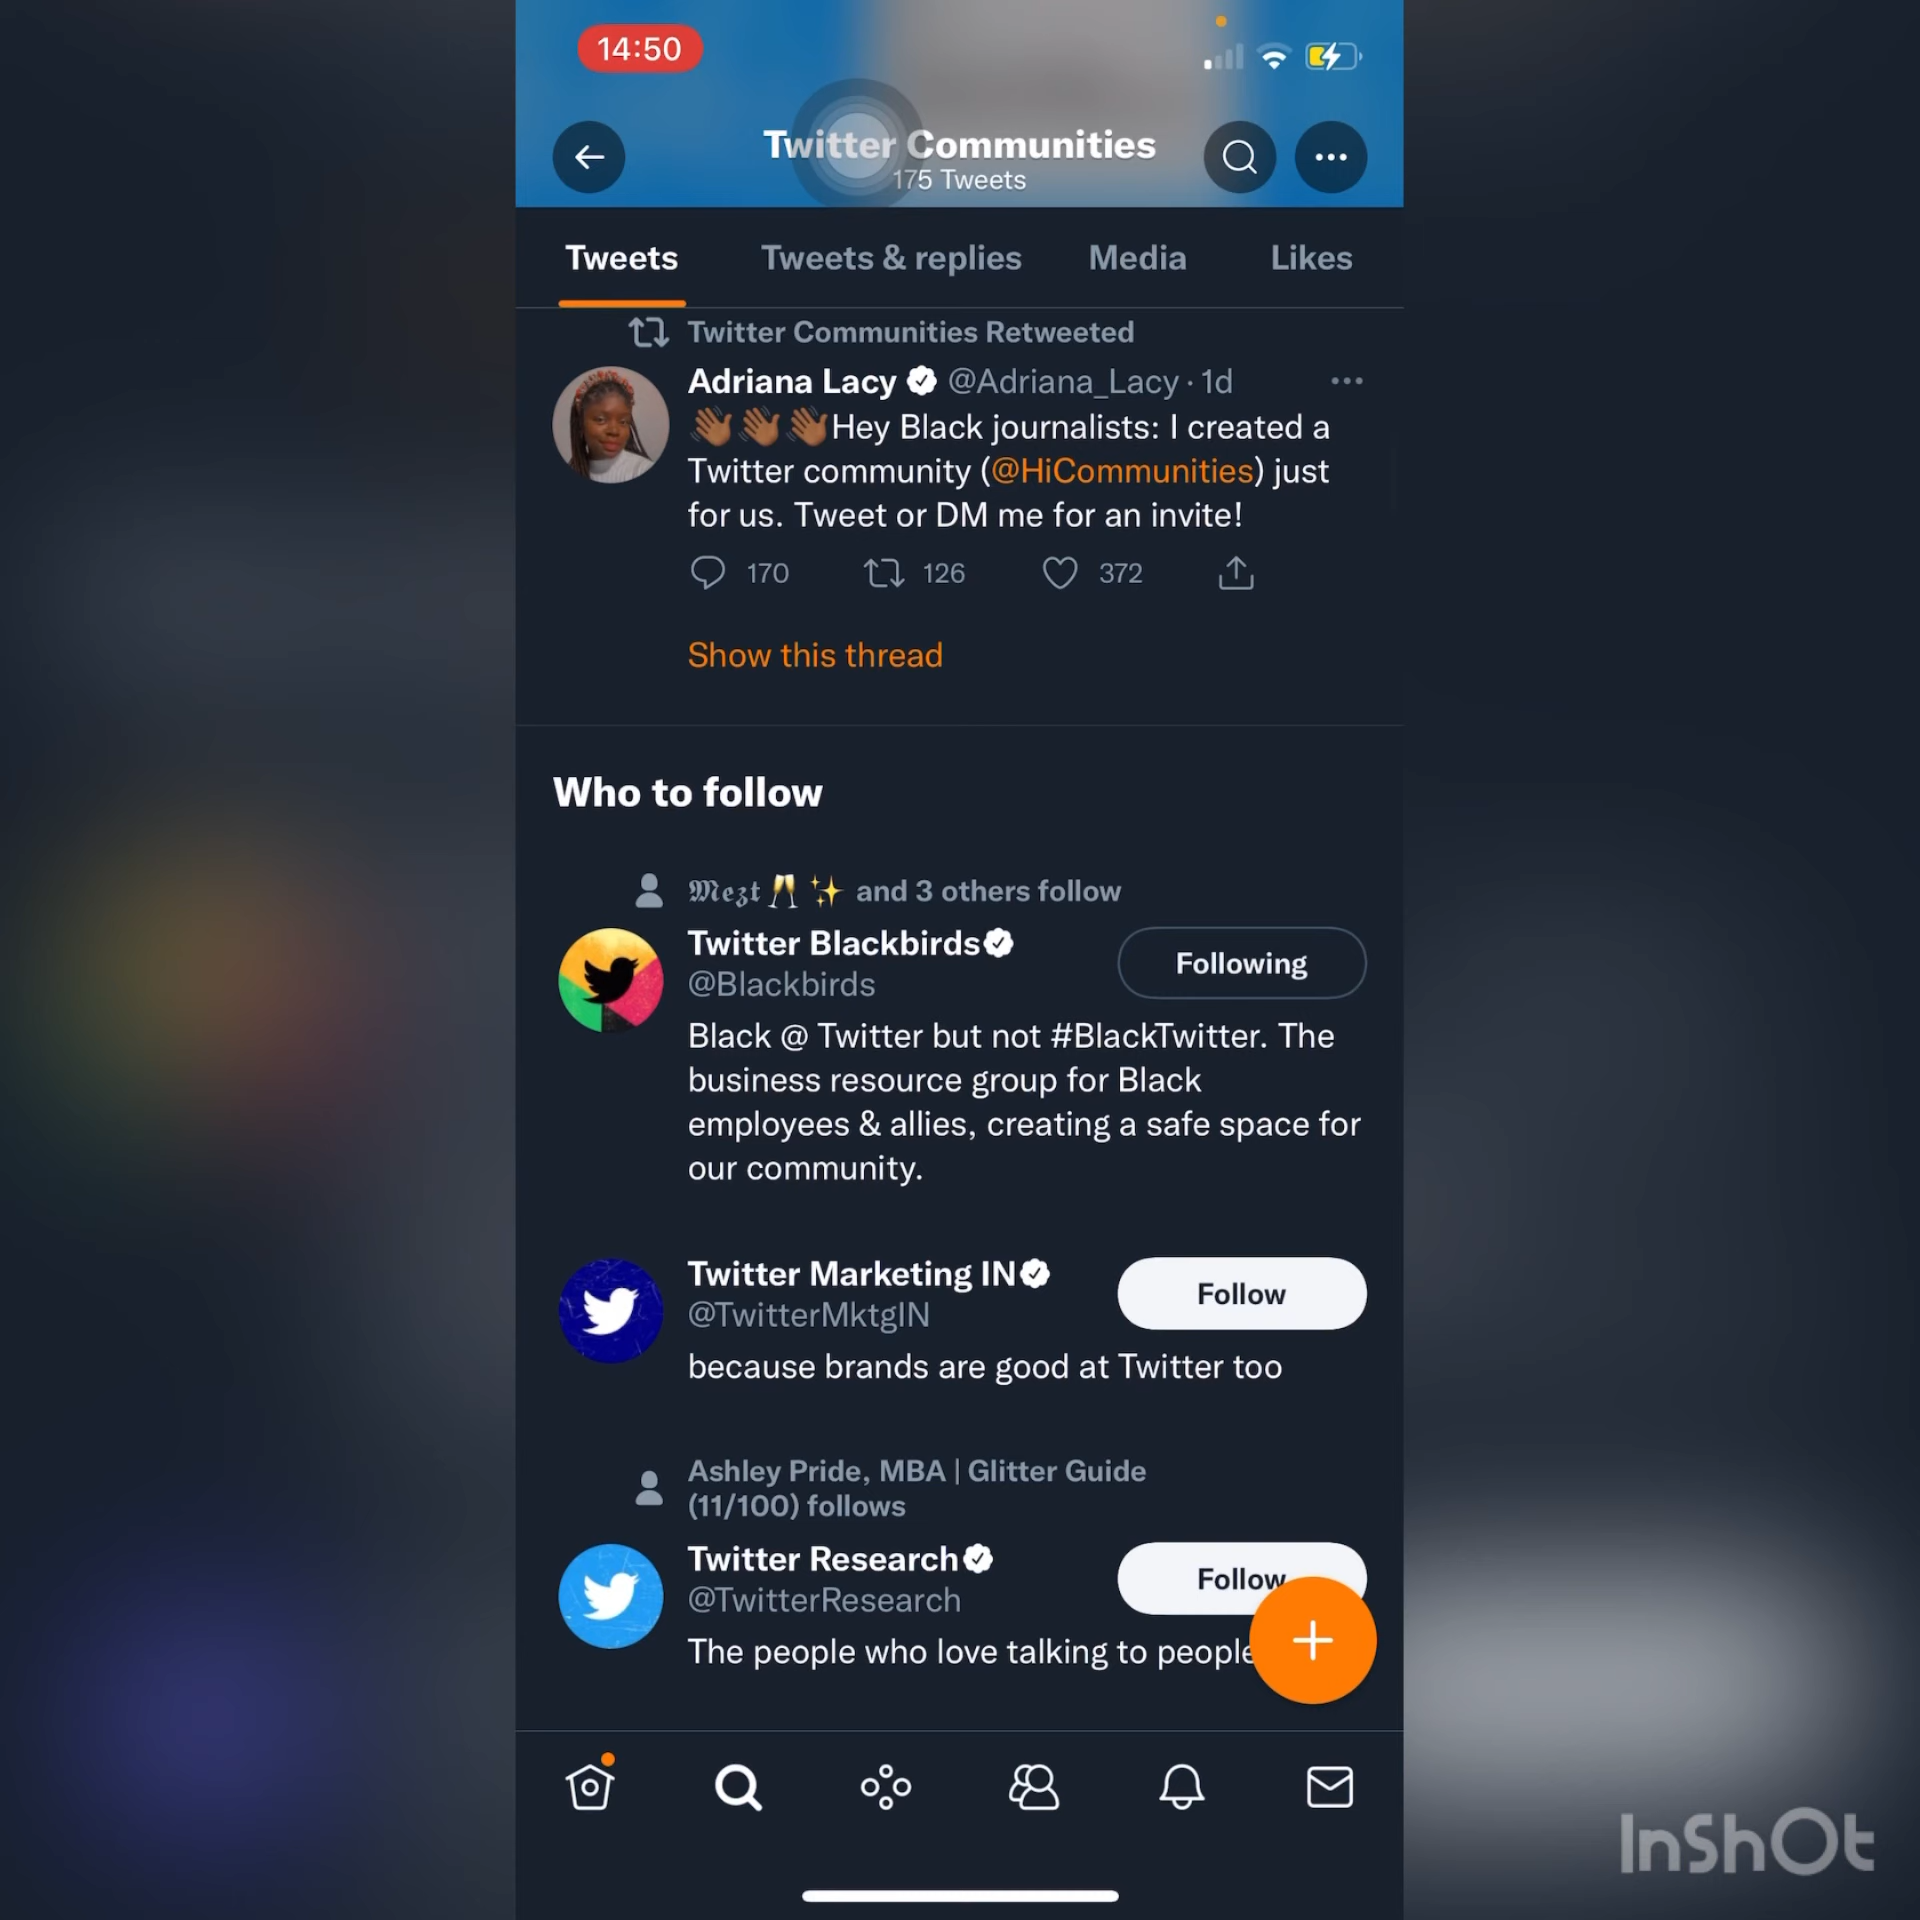 14:50
Twitter Communities
175 Tweets
Tweets Tweets & replies Media Likes
Twitter Communities Retweeted
Adriana Lacy @Adriana_Lacy · 1d
👋🏾👋🏾👋🏾Hey Black journalists: I created a
Twitter community (@HiCommunities) just
for us. Tweet or DM me for an invite!
170 126 372
Show this thread
Who to follow
𝕸𝖊𝖟𝖙🥂✨ and 3 others follow
Twitter Blackbirds
Following
@Blackbirds
Black @ Twitter but not #BlackTwitter. The
business resource group for Black
employees & allies, creating a safe space for
our community.
Twitter Marketing IN
Follow
@TwitterMktgIN
because brands are good at Twitter too
Ashley Pride, MBA | Glitter Guide
(11/100) follows
Twitter Research
Follow
@TwitterResearch
The people who love talking to people
InShOt